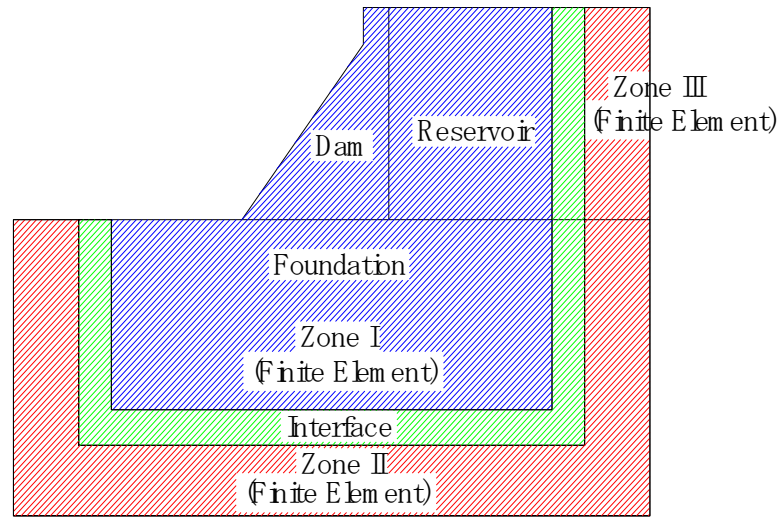 Zone III
(Finite Element)
Dam
Reservoir
Foundation
Zone I
(Finite Element)
Interface
Zone II
(Finite Element)